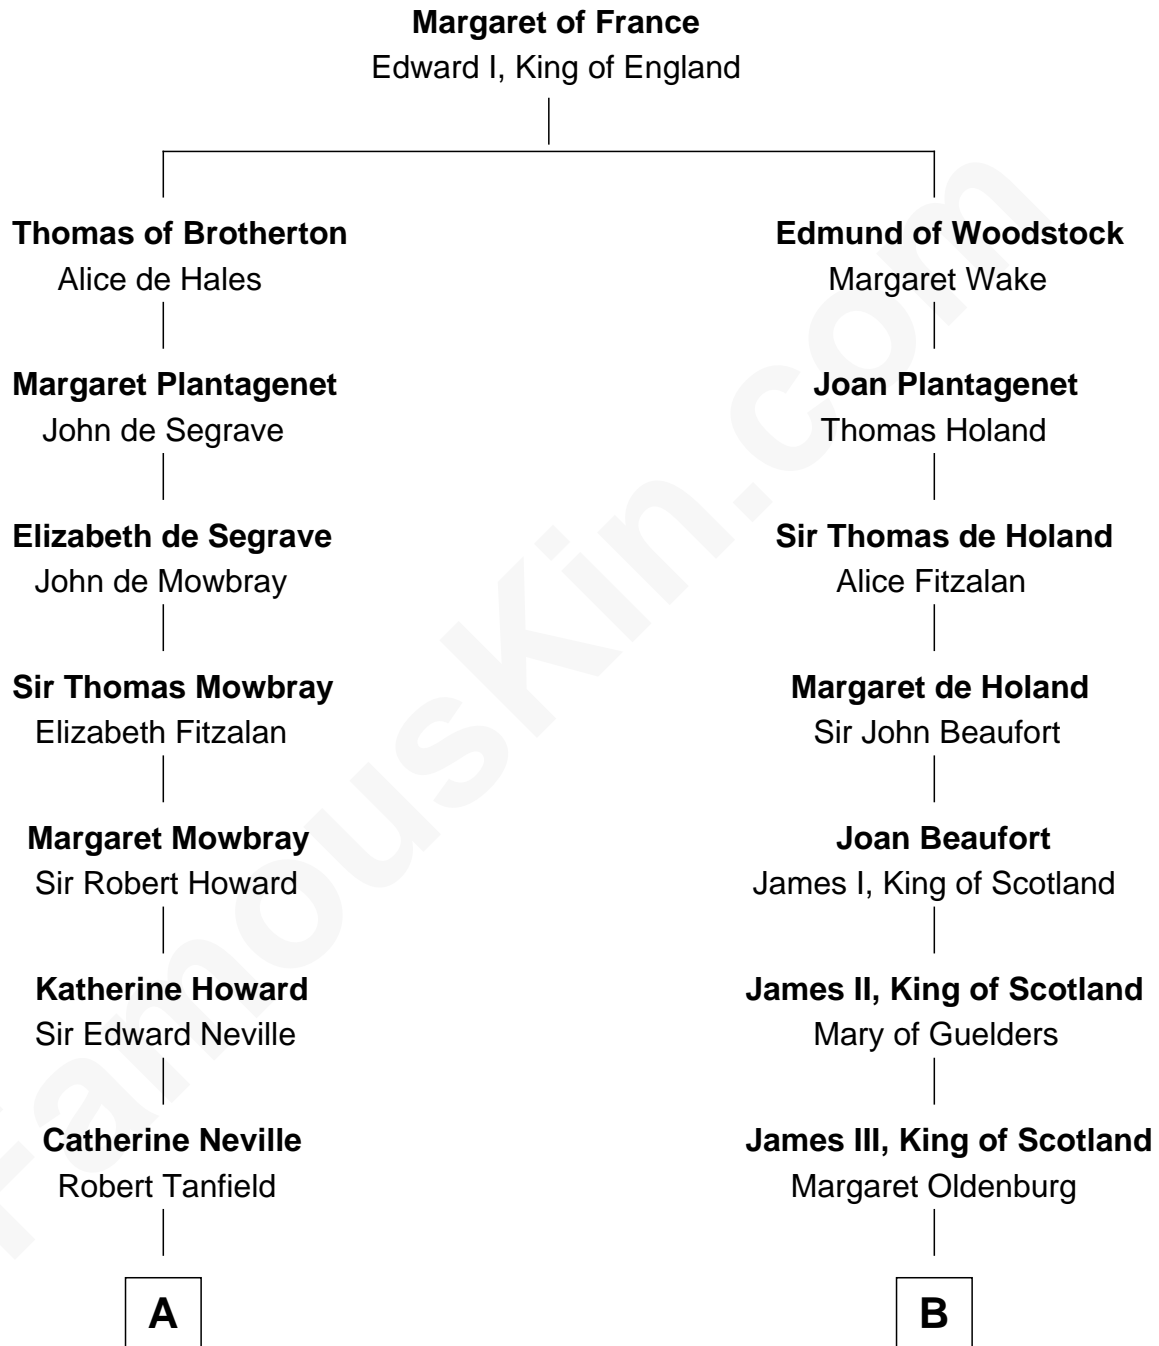 Margaret of France
Edward I, King of England
Thomas of Brotherton
Alice de Hales
Edmund of Woodstock
Margaret Wake
Margaret Plantagenet
John de Segrave
Joan Plantagenet
Thomas Holand
Elizabeth de Segrave
John de Mowbray
Sir Thomas de Holand
Alice Fitzalan
Sir Thomas Mowbray
Elizabeth Fitzalan
Margaret de Holand
Sir John Beaufort
Margaret Mowbray
Sir Robert Howard
Joan Beaufort
James I, King of Scotland
Katherine Howard
Sir Edward Neville
James II, King of Scotland
Mary of Guelders
Catherine Neville
Robert Tanfield
James III, King of Scotland
Margaret Oldenburg
A
B
FamousKin.com